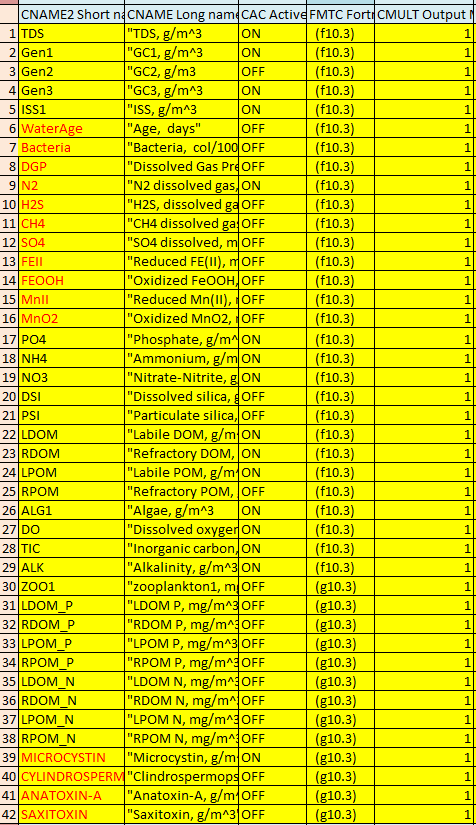 CNAME2 Short CNAME Long name CAC Active FMTC CMULT Output
1 TDS "TDS, g/m^3 ON (f10.3) 1
2 Gen1 "GC1, g/m^3 ON (f10.3) 1
3 Gen2 "GC2, g/m3 OFF (f10.3) 1
4 Gen3 "GC3, g/m^3 ON (f10.3) 1
5 ISS1 "ISS, g/m^3 ON (f10.3) 1
6 WaterAge "Age, days" OFF (f10.3) 1
7 Bacteria "Bacteria, col/100 OFF (f10.3) 1
8 DGP "Dissolved Gas Pre OFF (f10.3) 1
9 N2 "N2 dissolved gas, ON (f10.3) 1
10 H2S "H2S, dissolved ga OFF (f10.3) 1
11 CH4 "CH4 dissolved ga OFF (f10.3) 1
12 SO4 "SO4 dissolved, m OFF (f10.3) 1
13 FEII "Reduced FE(II), m OFF (f10.3) 1
14 FEOOH "Oxidized FeOOH, OFF (f10.3) 1
15 MnII "Reduced Mn(II), OFF (f10.3) 1
16 MnO2 "Oxidized MnO2, OFF (f10.3) 1
17 PO4 "Phosphate, g/m^ ON (f10.3) 1
18 NH4 "Ammonium, g/m ON (f10.3) 1
19 NO3 "Nitrate-Nitrite, g ON (f10.3) 1
20 DSI "Dissolved silica, g OFF (f10.3) 1
21 PSI "Particulate silica, OFF (f10.3) 1
22 LDOM "Labile DOM, g/m ON (f10.3) 1
23 RDOM "Refractory DOM, ON (f10.3) 1
24 LPOM "Labile POM, g/m^ ON (f10.3) 1
25 RPOM "Refractory POM, OFF (f10.3) 1
26 ALG1 "Algae, g/m^3 ON (f10.3) 1
27 DO "Dissolved oxyger ON (f10.3) 1
28 TIC "Inorganic carbon, ON (f10.3) 1
29 ALK "Alkalinity, g/m^3 ON (f10.3) 1
30 ZOO1 "zooplankton1, m OFF (g10.3) 1
31 LDOM_P "LDOM P, mg/m^3 OFF (g10.3) 1
32 RDOM_P "RDOM P, mg/m^3 OFF (g10.3) 1
33 LPOM_P "LPOM P, mg/m^3 OFF (g10.3) 1
34 RPOM_P "RPOM P, mg/m^3 OFF (g10.3) 1
35 LDOM_N "LDOM N, mg/m^3 OFF (g10.3) 1
36 RDOM_N "RDOM N, mg/m^3 OFF (g10.3) 1
37 LPOM_N "LPOM N, mg/m^3 OFF (g10.3) 1
38 RPOM_N "RPOM N, mg/m^3 OFF (g10.3) 1
39 MICROCYSTIN "Microcystin, g/m ON (g10.3) 1
40 CYLINDROSPERM "Clindrospermops OFF (g10.3) 1
41 ANATOXIN-A "Anatoxin-A, g/m^ OFF (g10.3) 1
42 SAXITOXIN "Saxitoxin, g/m^3" OFF (g10.3) 1